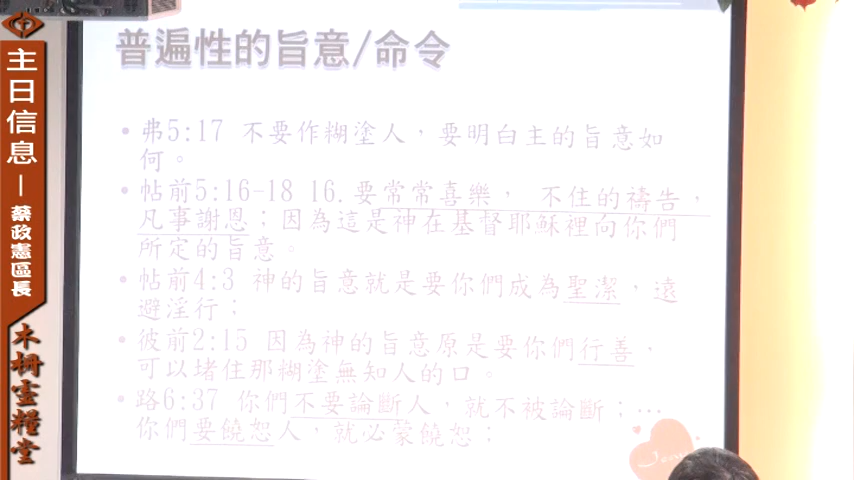 主日信息
蔡政憲區長
木柵靈糧堂
普遍性的旨意/命令
• 弗5:17 不要作糊塗人，要明白主的旨意如
何。
• 帖前5:16-18 16.要常常喜樂， 不住的禱告，
凡事謝恩；因為這是神在基督耶穌裡向你們
所定的旨意。
• 帖前4:3 神的旨意就是要你們成為聖潔，遠
避淫行；
• 彼前2:15 因為神的旨意原是要你們行善．
可以堵住那糊塗無知人的口。
• 路6:37 你們不要論斷人，就不被論斷；…
你們要饒恕人，就必蒙饒恕；